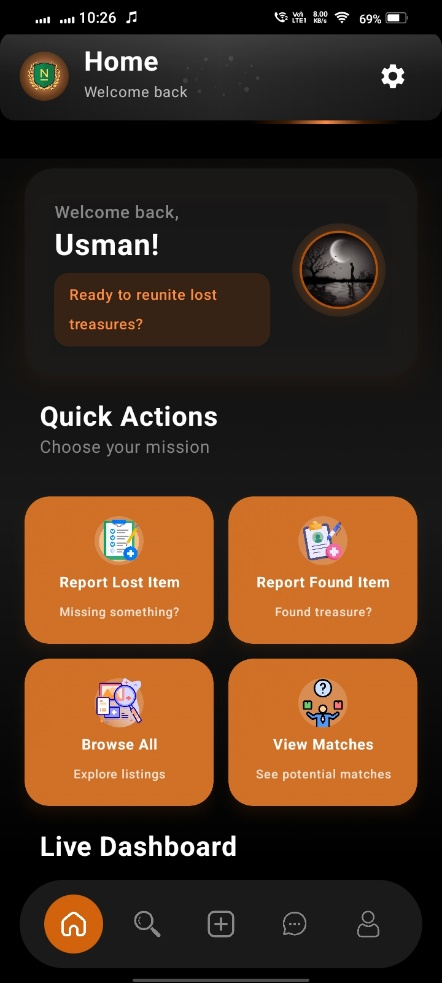 10:26
VoLTE1
8.00 KB/s
69%
N
Home
Welcome back
Welcome back,
Usman!
Ready to reunite lost
treasures?
Quick Actions
Choose your mission
Report Lost Item
Report Found Item
Missing something?
Found treasure?
?
Browse All
View Matches
Explore listings
See potential matches
Live Dashboard